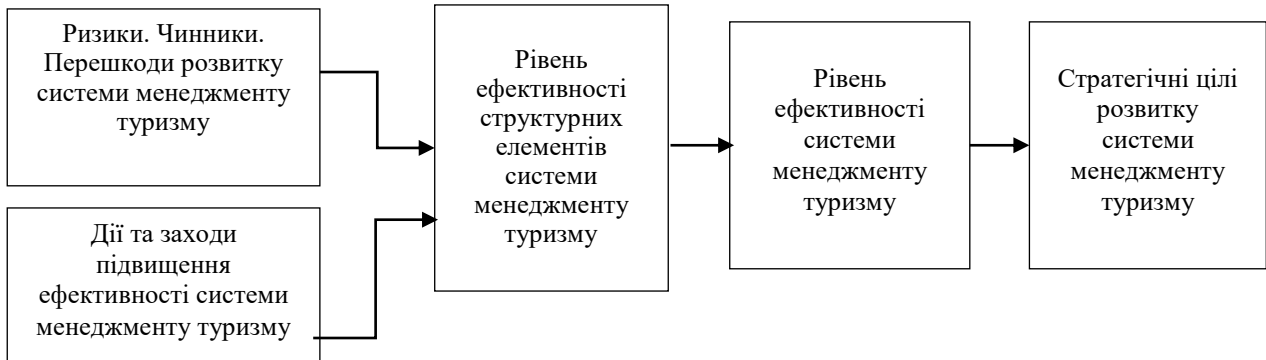 Ризики. Чинники.
Перешкоди розвитку
системи менеджменту
туризму
Дії та заходи
підвищення
ефективності системи
менеджменту туризму
Рівень
ефективності
структурних
елементів
системи
менеджменту
туризму
Рівень
ефективності
системи
менеджменту
туризму
Стратегічні цілі
розвитку
системи
менеджменту
туризму